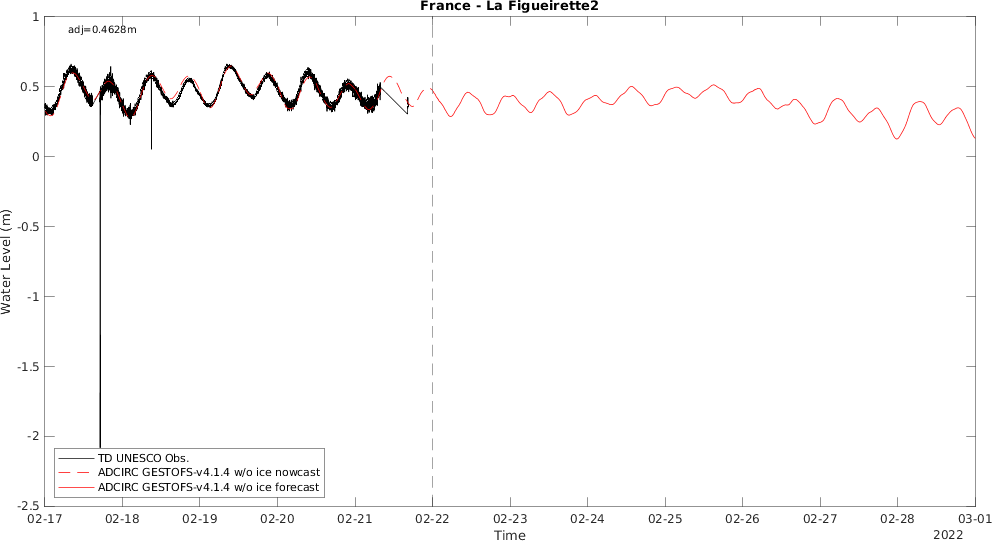 France - La Figueirette2
adj=0.4628m
1
0.5
0
-0.5
-1
-1.5
-2
-2.5
Water Level (m)
TD UNESCO Obs.
ADCIRC GESTOFS-v4.1.4 w/o ice nowcast
ADCIRC GESTOFS-v4.1.4 w/o ice forecast
02-17 02-18 02-19 02-20 02-21 02-22 02-23 02-24 02-25 02-26 02-27 02-28 03-01
Time
2022